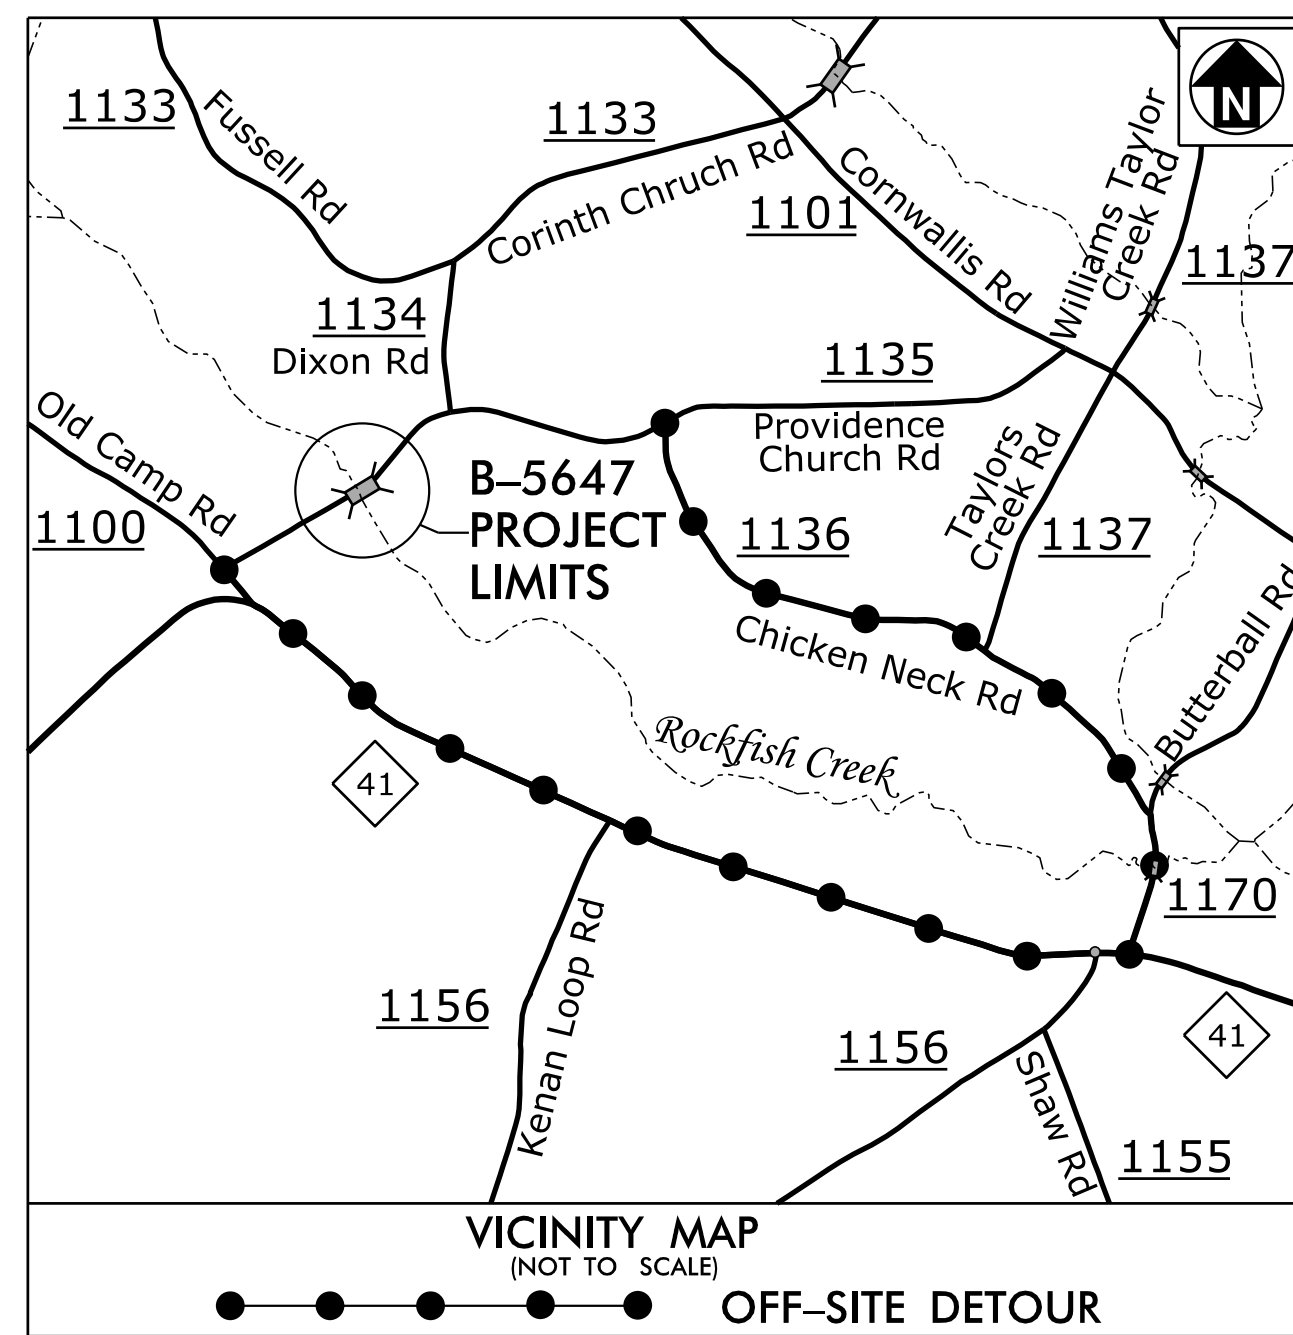 N
1133
Fussell Rd
1133
Corinth Chruch Rd
1101
Cornwallis Rd
Williams Taylor
Creek Rd
1137
1134
Dixon Rd
1135
Providence
Church Rd
Old Camp Rd
1100
B–5647
PROJECT
LIMITS
1136
Taylors
Creek Rd
1137
Chicken Neck Rd
Butterball Rd
Rockfish Creek
41
1170
1156
Kenan Loop Rd
1156
Shaw Rd
41
1155
VICINITY MAP
(NOT TO SCALE)
OFF–SITE DETOUR